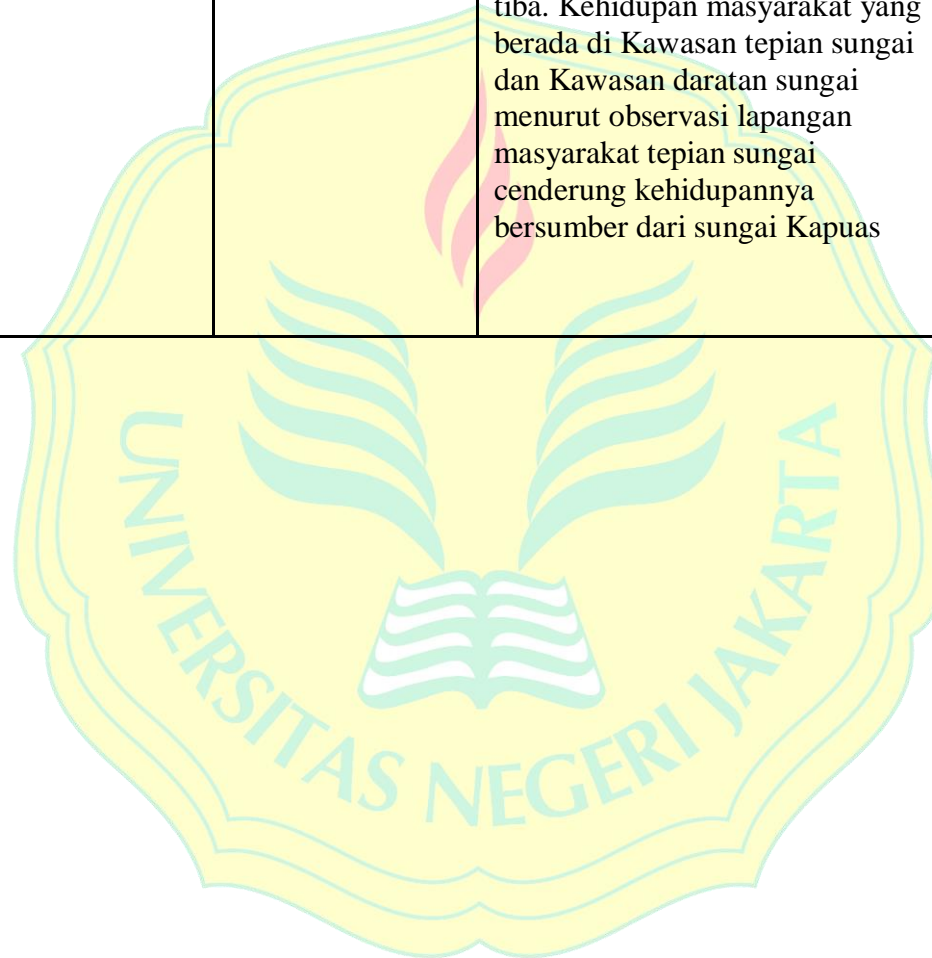 tiba. Kehidupan masyarakat yang
berada di Kawasan tepian sungai
dan Kawasan daratan sungai
menurut observasi lapangan
masyarakat tepian sungai
cenderung kehidupannya
bersumber dari sungai Kapuas
UNIVERSITAS NEGERI JAKARTA